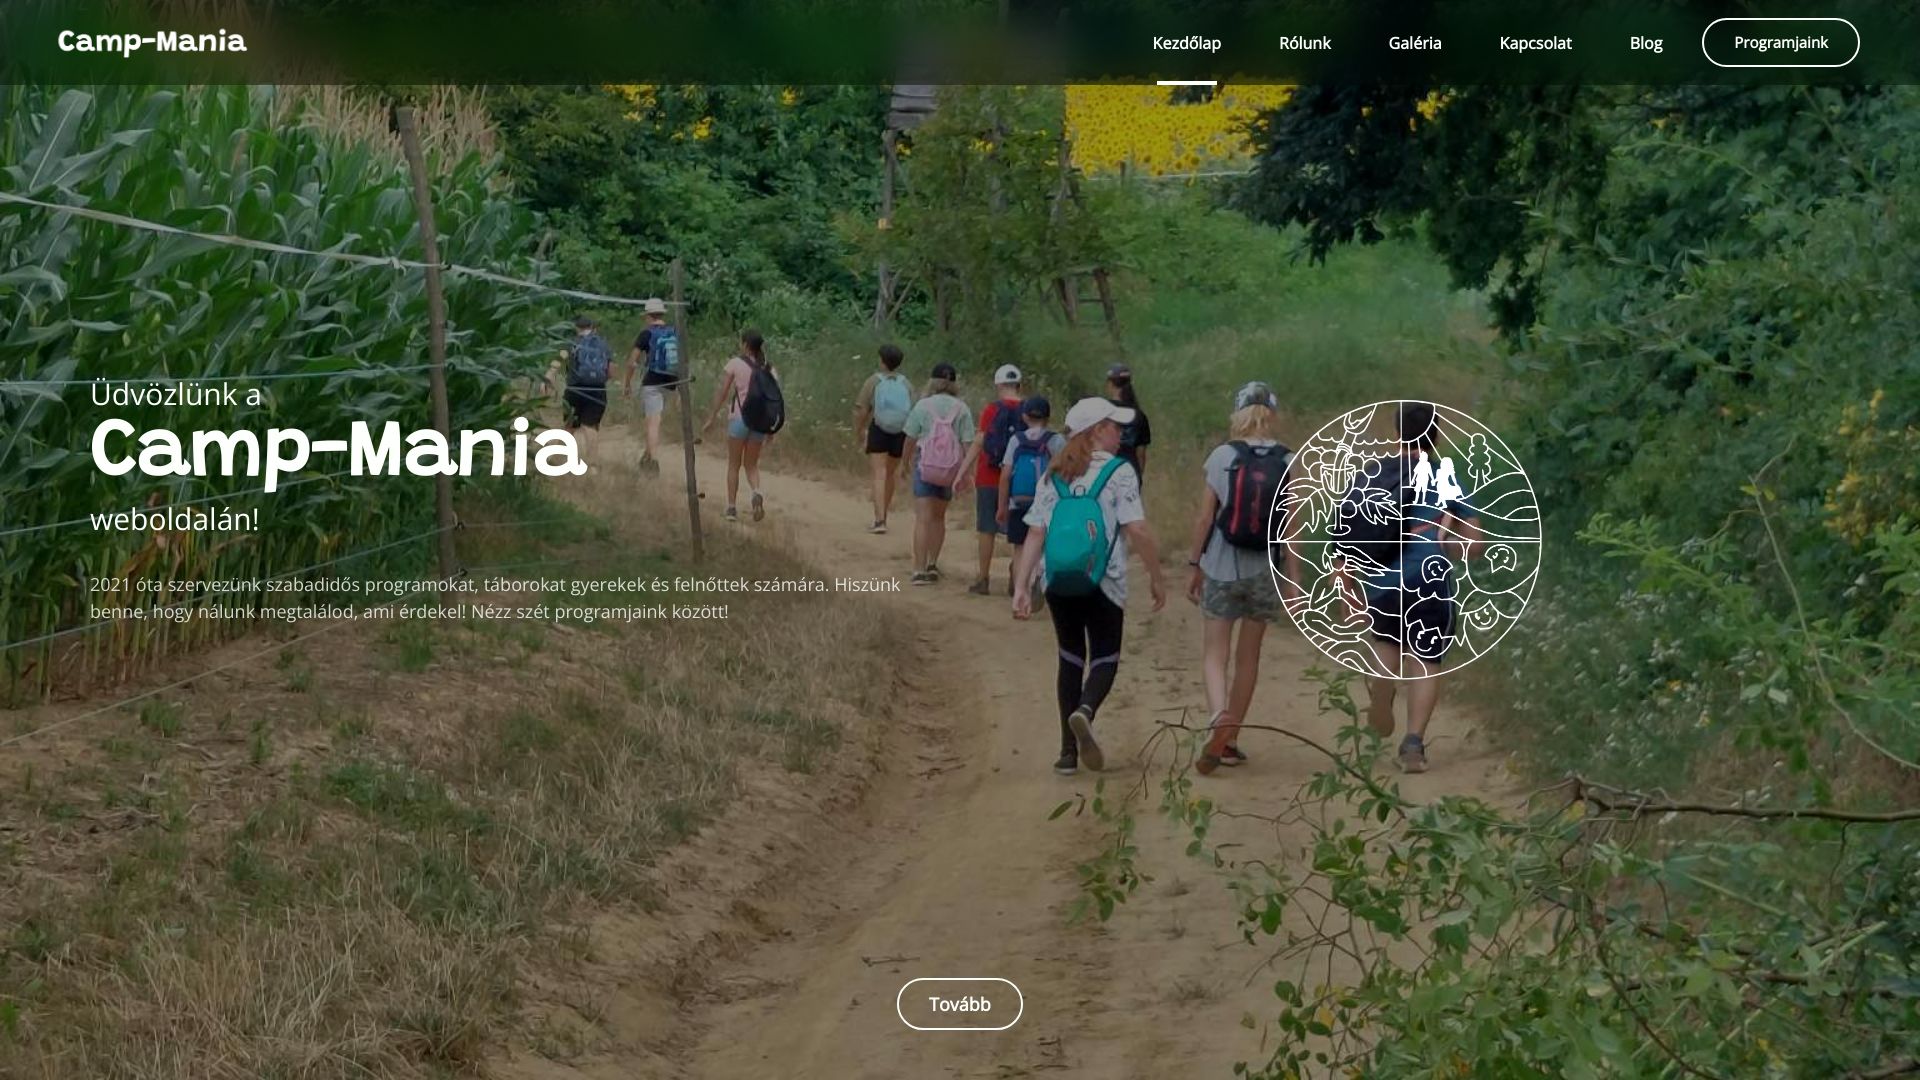 Camp-Mania
Kezdőlap
Rólunk
Galéria
Kapcsolat
Blog
Programjaink
Üdvözlünk a
Camp-Mania
weboldalán!
2021 óta szervezünk szabadidős programokat, táborokat gyerekek és felnőttek számára. Hiszünk
benne, hogy nálunk megtalálod, ami érdekel! Nézz szét programjaink között!
Tovább